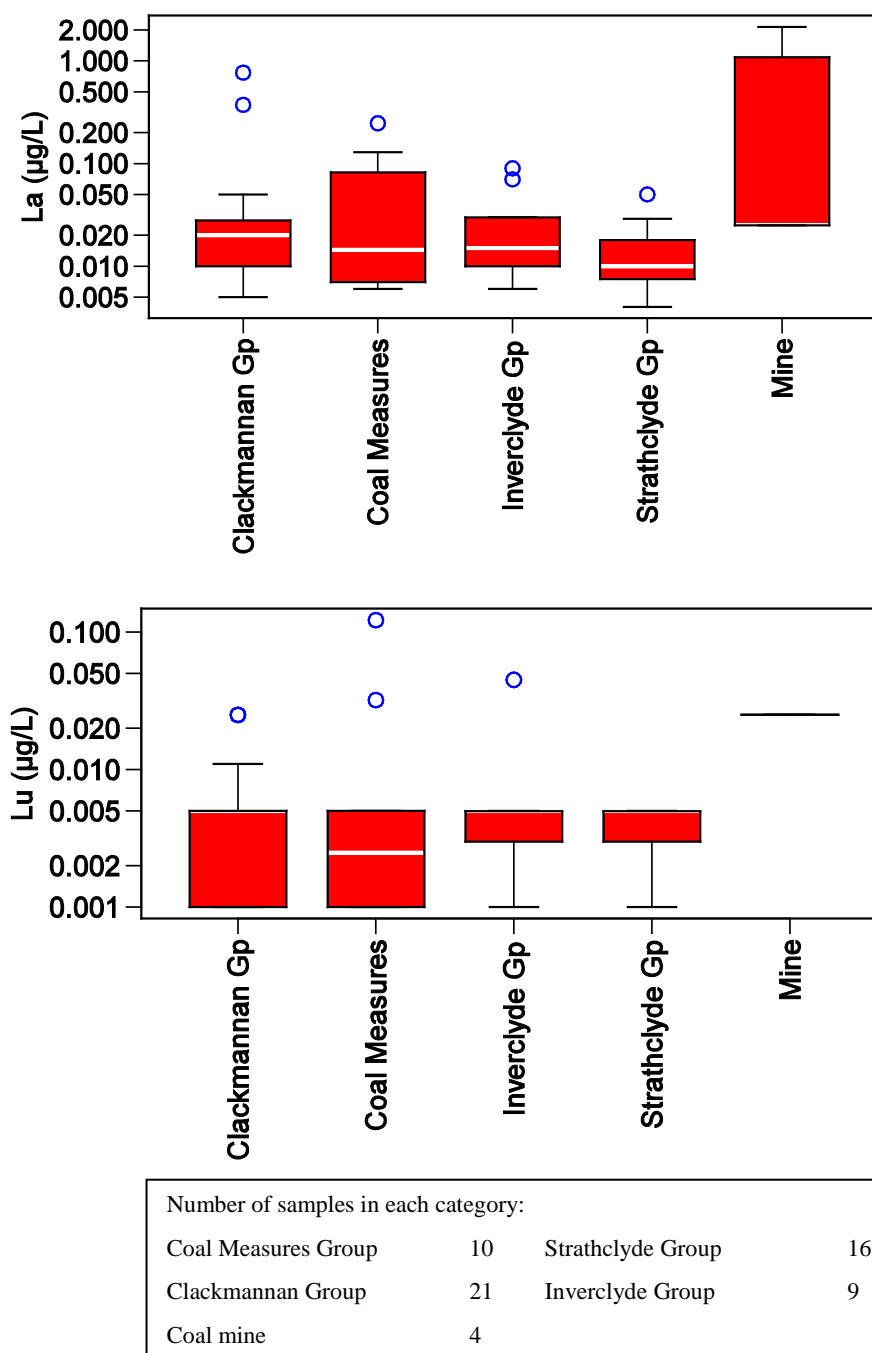 La (µg/L)
2.000
1.000
0.500
0.200
0.100
0.050
0.020
0.010
0.005
Clackmannan Gp
Coal Measures
Inverclyde Gp
Strathclyde Gp
Mine
Lu (µg/L)
0.100
0.050
0.020
0.010
0.005
0.002
0.001
Clackmannan Gp
Coal Measures
Inverclyde Gp
Strathclyde Gp
Mine
Number of samples in each category:
Coal Measures Group 10 Strathclyde Group 16
Clackmannan Group 21 Inverclyde Group 9
Coal mine 4